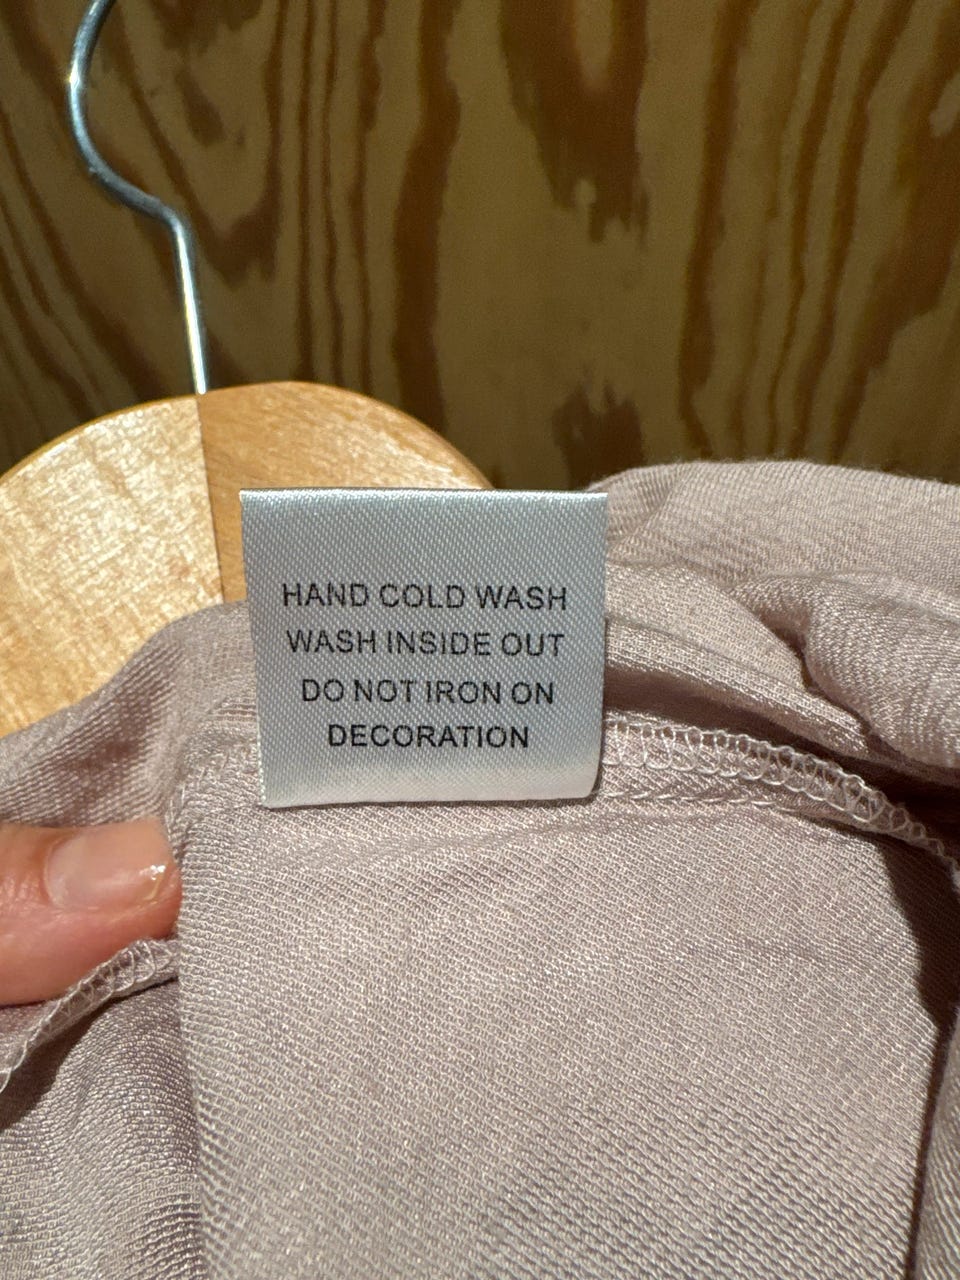 HAND COLD WASH
WASH INSIDE OUT
DO NOT IRON ON
DECORATION